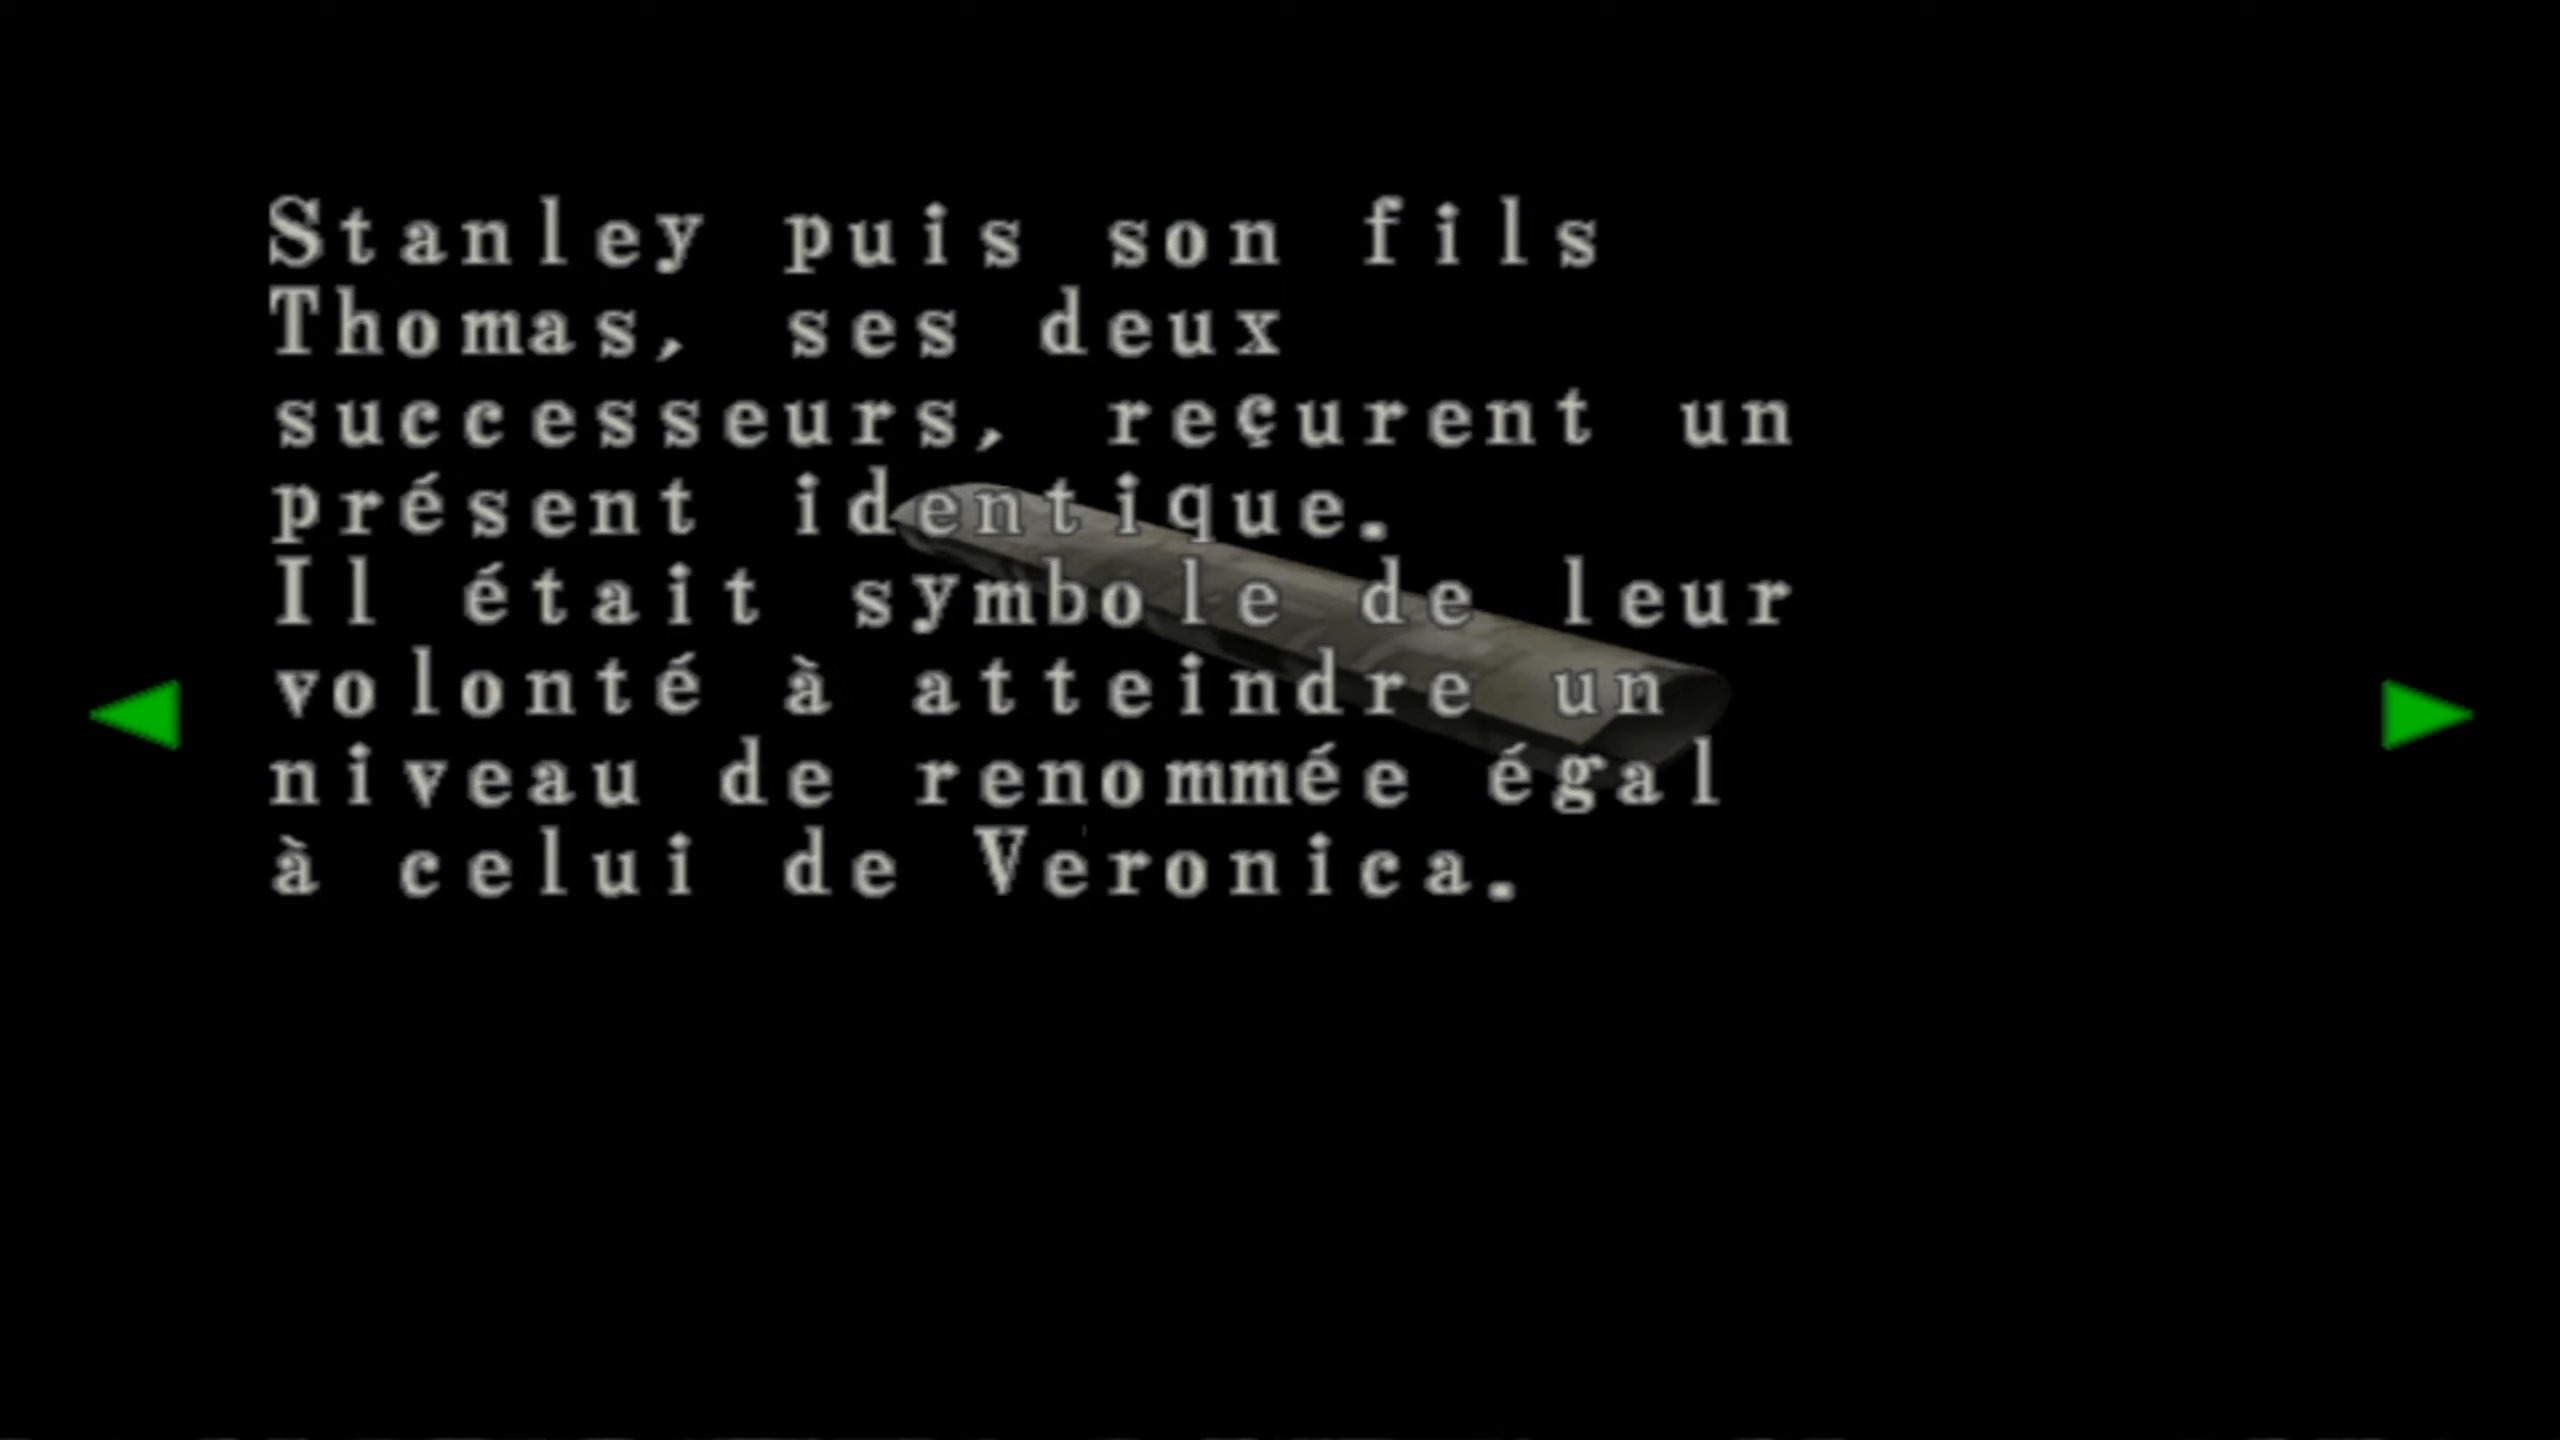 Stanley puis son fils
Thomas, ses deux
successeurs, reçurent un
présent identique.
Il était symbole de leur
volonté à atteindre un
niveau de renommée égal
à celui de Veronica.